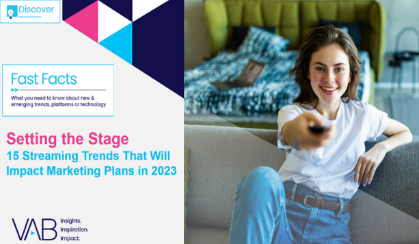 Discover
Fast Facts
What you need to know about new &
emerging trends, platforms or technology
Setting the Stage
15 Streaming Trends That Will
Impact Marketing Plans in 2023
VAB
Insights.
Inspiration.
Impact.